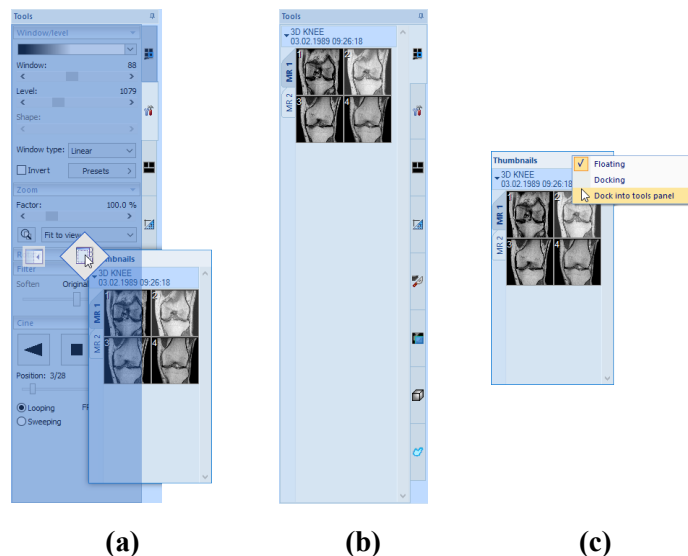 Tools
Window/level
Window: 88
Level: 1079
Shape:
Window type: Linear
Invert Presets
Zoom
Factor: 100.0 %
Fit to view
Filter
Soften Original
Cine
Position: 3/28
Looping
Sweeping
mbnails
3D KNEE
03.02.1989 09:26:18
MR 1
MR 2
1 2
3 4
(a)
Tools
3D KNEE
03.02.1989 09:26:18
MR 1
MR 2
1 2
3 4
(b)
Thumbnails
3D KNEE
03.02.1989 09:26:18
MR 1
MR 2
1 2
3 4
Floating
Docking
Dock into tools panel
(c)